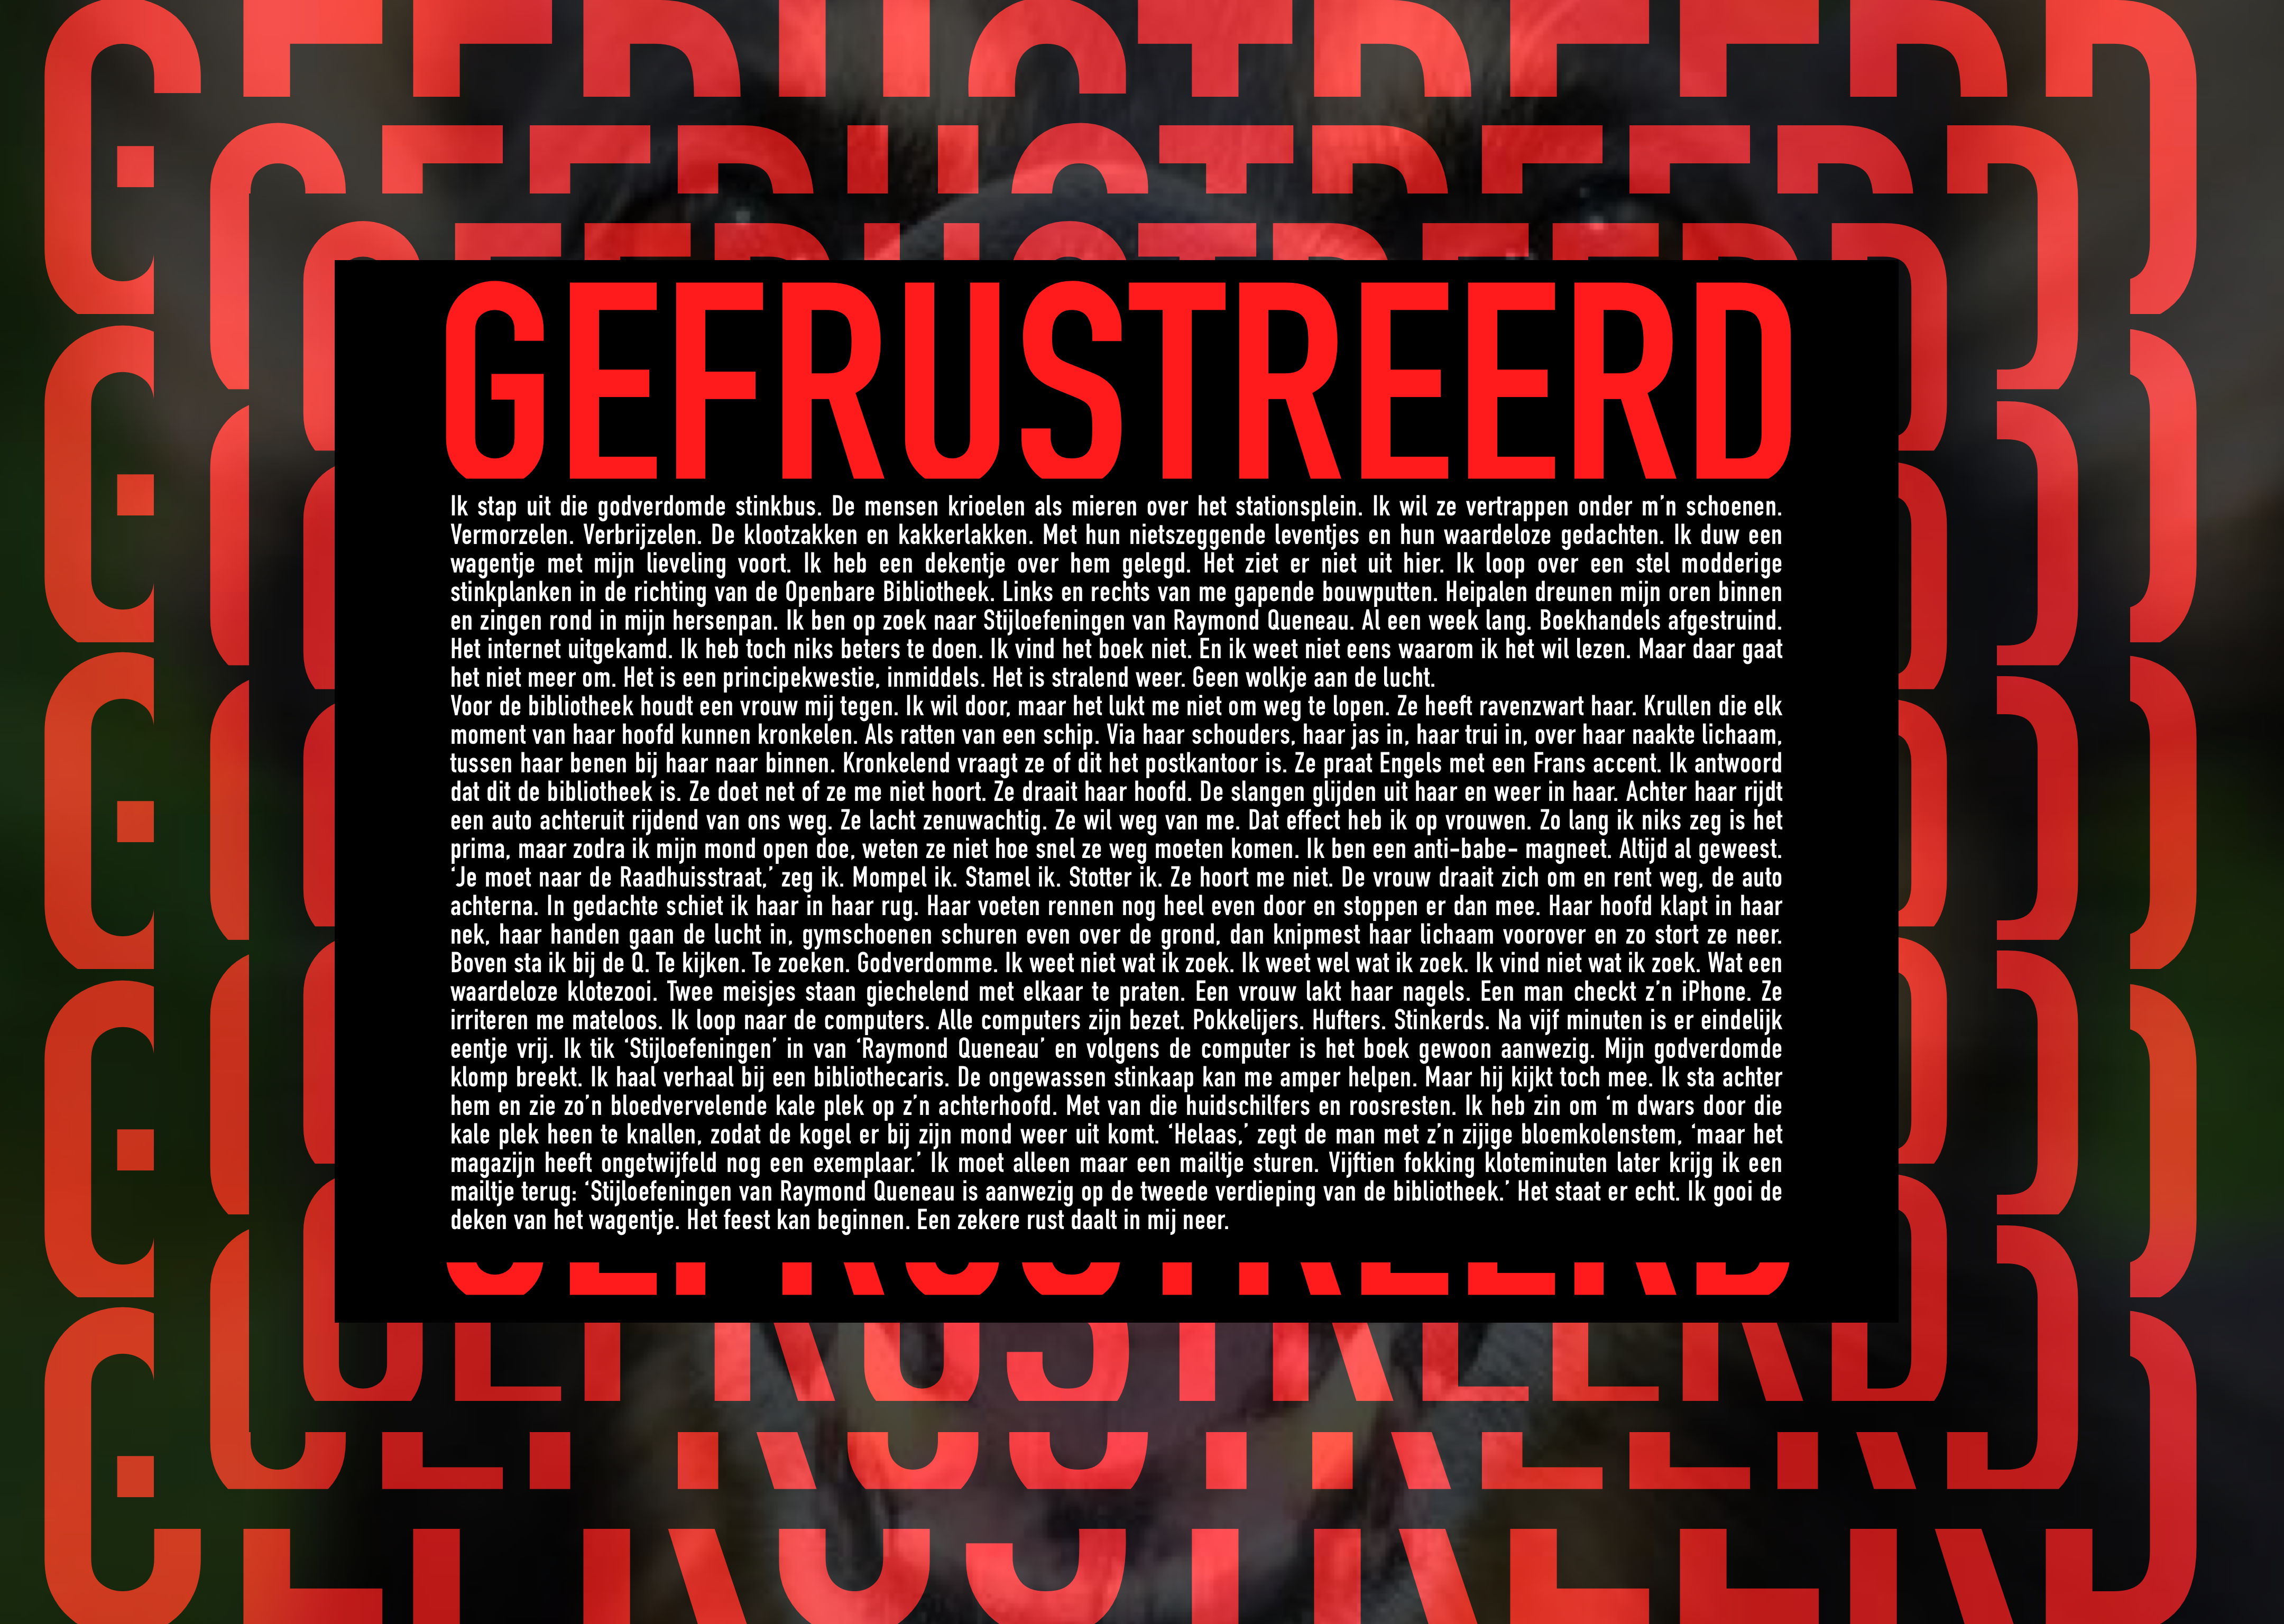 GEFRUSTREERD
GEFRUSTREERD
GEFRUSTREERD
GEFRUSTREERD
Ik stap uit die godverdomde stinkbus. De mensen krioelen als mieren over het stationsplein. Ik wil ze vertrappen onder m’n schoenen.
Vermorzelen. Verbrijzelen. De klootzakken en kakkerlakken. Met hun nietszeggende leventjes en hun waardeloze gedachten. Ik duw een
wagentje met mijn lieveling voort. Ik heb een dekentje over hem gelegd. Het ziet er niet uit hier. Ik loop over een stel modderige
stinkplanken in de richting van de Openbare Bibliotheek. Links en rechts van me gapende bouwputten. Heipalen dreunen mijn oren binnen
en zingen rond in mijn hersenpan. Ik ben op zoek naar Stijloefeningen van Raymond Queneau. Al een week lang. Boekhandels afgestruind.
Het internet uitgekamd. Ik heb toch niks beters te doen. Ik vind het boek niet. En ik weet niet eens waarom ik het wil lezen. Maar daar gaat
het niet meer om. Het is een principekwestie, inmiddels. Het is stralend weer. Geen wolkje aan de lucht.
Voor de bibliotheek houdt een vrouw mij tegen. Ik wil door, maar het lukt me niet om weg te lopen. Ze heeft ravenzwart haar. Krullen die elk
moment van haar hoofd kunnen kronkelen. Als ratten van een schip. Via haar schouders, haar jas in, haar trui in, over haar naakte lichaam,
tussen haar benen bij haar naar binnen. Kronkelend vraagt ze of dit het postkantoor is. Ze praat Engels met een Frans accent. Ik antwoord
dat dit de bibliotheek is. Ze doet net of ze me niet hoort. Ze draait haar hoofd. De slangen glijden uit haar en weer in haar. Achter haar rijdt
een auto achteruit rijdend van ons weg. Ze lacht zenuwachtig. Ze wil weg van me. Dat effect heb ik op vrouwen. Zo lang ik niks zeg is het
prima, maar zodra ik mijn mond open doe, weten ze niet hoe snel ze weg moeten komen. Ik ben een anti-babe- magneet. Altijd al geweest.
‘Je moet naar de Raadhuisstraat,’ zeg ik. Mompel ik. Stamel ik. Stotter ik. Ze hoort me niet. De vrouw draait zich om en rent weg, de auto
achterna. In gedachte schiet ik haar in haar rug. Haar voeten rennen nog heel even door en stoppen er dan mee. Haar hoofd klapt in haar
nek, haar handen gaan de lucht in, gymschoenen schuren even over de grond, dan knipmest haar lichaam voorover en zo stort ze neer.
Boven sta ik bij de Q. Te kijken. Te zoeken. Godverdomme. Ik weet niet wat ik zoek. Ik weet wel wat ik zoek. Ik vind niet wat ik zoek. Wat een
waardeloze klotezooi. Twee meisjes staan giechelend met elkaar te praten. Een vrouw lakt haar nagels. Een man checkt z’n iPhone. Ze
irriteren me mateloos. Ik loop naar de computers. Alle computers zijn bezet. Pokkelijers. Hufters. Stinkerds. Na vijf minuten is er eindelijk
eentje vrij. Ik tik ‘Stijloefeningen’ in van ‘Raymond Queneau’ en volgens de computer is het boek gewoon aanwezig. Mijn godverdomde
klomp breekt. Ik haal verhaal bij een bibliothecaris. De ongewassen stinkaap kan me amper helpen. Maar hij kijkt toch mee. Ik sta achter
hem en zie zo’n bloedvervelende kale plek op z’n achterhoofd. Met van die huidschilfers en roosresten. Ik heb zin om ‘m dwars door die
kale plek heen te knallen, zodat de kogel er bij zijn mond weer uit komt. ‘Helaas,’ zegt de man met z’n zijige bloemkolenstem, ‘maar het
magazijn heeft ongetwijfeld nog een exemplaar.’ Ik moet alleen maar een mailtje sturen. Vijftien fokking kloteminuten later krijg ik een
mailtje terug: ‘Stijloefeningen van Raymond Queneau is aanwezig op de tweede verdieping van de bibliotheek.’ Het staat er echt. Ik gooi de
deken van het wagentje. Het feest kan beginnen. Een zekere rust daalt in mij neer.
GEFRUSTREERD
GEFRUSTREERD
GEFRUSTREERD
GEFRUSTREERD